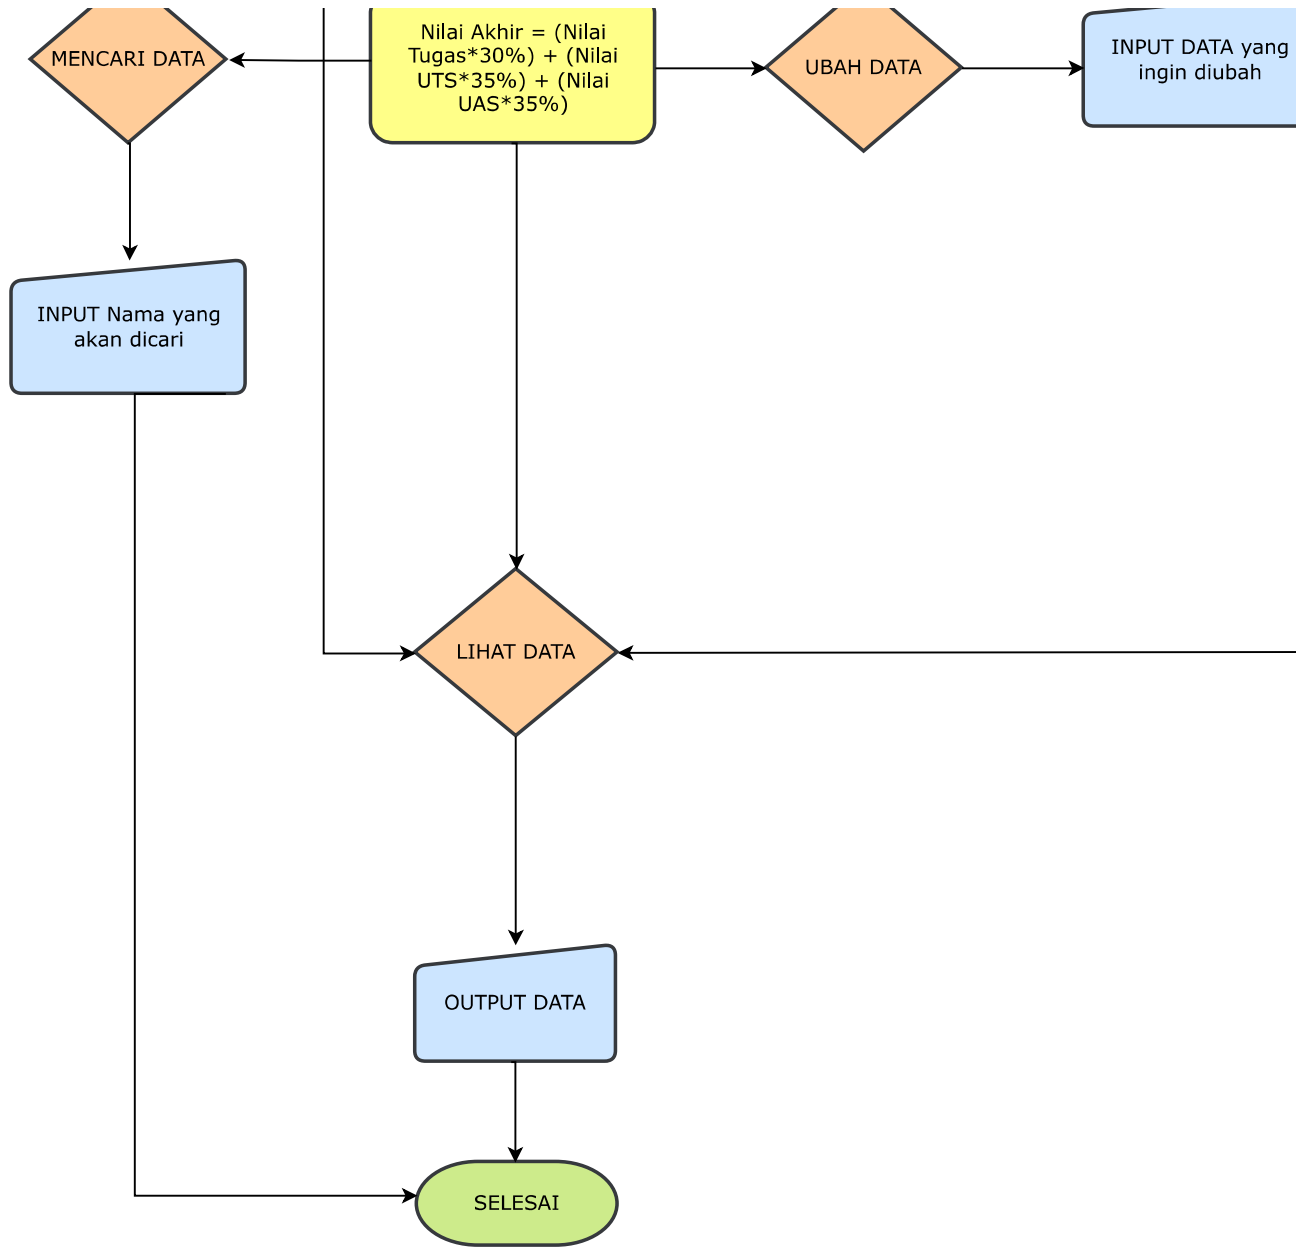 MENCARI DATA
Nilai Akhir = (Nilai
Tugas*30%) + (Nilai
UTS*35%) + (Nilai
UAS*35%)
UBAH DATA
INPUT DATA yang
ingin diubah
INPUT Nama yang
akan dicari
LIHAT DATA
OUTPUT DATA
SELESAI